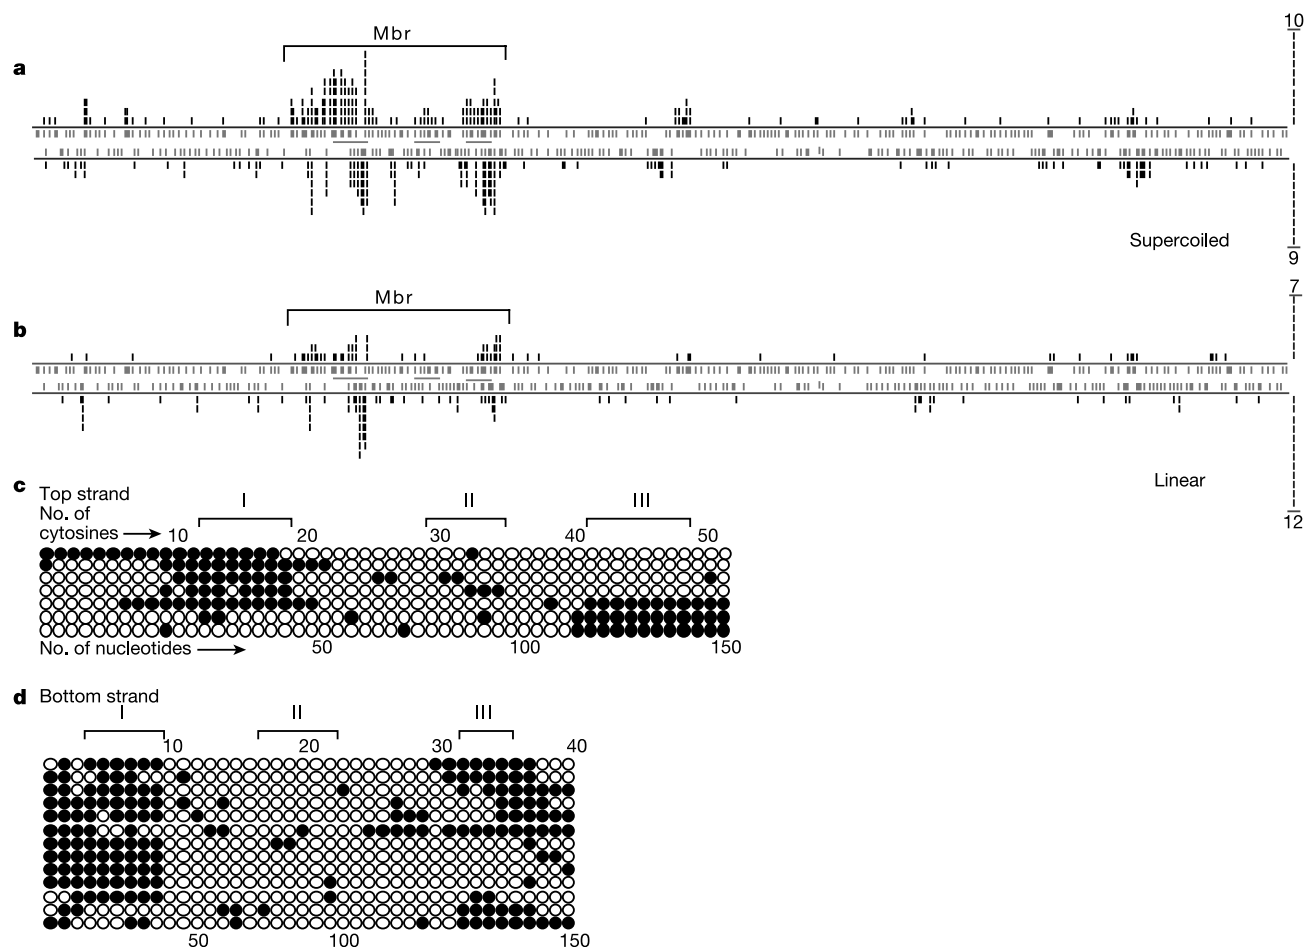 10
Mbr
a
Supercoiled
9
7
Mbr
b
Linear
12
c
Top strand
No. of
cytosines
I
II
III
10
20
30
40
50
No. of nucleotides
50
100
150
d
Bottom strand
I
II
III
10
20
30
40
50
100
150